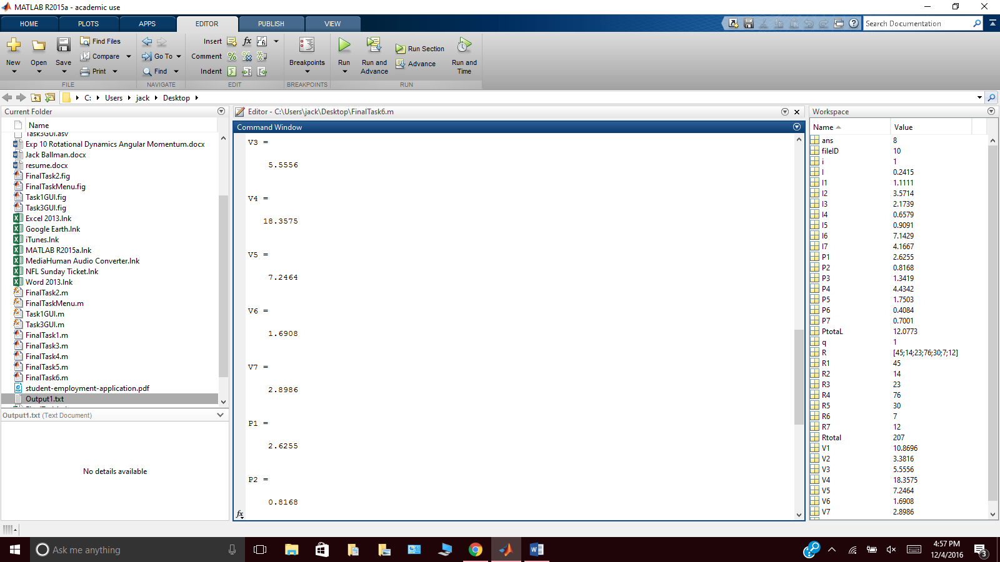 MATLAB R2015a - academic use
HOME PLOTS APPS EDITOR PUBLISH VIEW
Search Documentation
New Open Save
Find Files
Compare
Print
FILE
Go To
Find
NAVIGATE
Insert fx
Comment
Indent
EDIT
Breakpoints
BREAKPOINTS
Run
Run and Advance
Run Section
Advance
Run and Time
RUN
C: Users jack Desktop
Current Folder
Name
Task3GUI.asv
Exp 10 Rotational Dynamics Angular Momentum.docx
Jack Ballman.docx
resume.docx
FinalTask2.fig
FinalTaskMenu.fig
Task1GUI.fig
Task3GUI.fig
Excel 2013.lnk
Google Earth.lnk
iTunes.lnk
MATLAB R2015a.lnk
MediaHuman Audio Converter.lnk
NFL Sunday Ticket.lnk
Word 2013.lnk
FinalTask2.m
FinalTaskMenu.m
Task1GUI.m
Task3GUI.m
FinalTask1.m
FinalTask3.m
FinalTask4.m
FinalTask5.m
FinalTask6.m
student-employment-application.pdf
Output1.txt
Output1.txt (Text Document)
No details available
Editor - C:\Users\jack\Desktop\FinalTask6.m
Command Window
V3 =
5.5556
V4 =
18.3575
V5 =
7.2464
V6 =
1.6908
V7 =
2.8986
P1 =
2.6255
P2 =
0.8168
fx
Workspace
Name Value
ans 8
fileID 10
i 1
I 0.2415
I1 1.1111
I2 3.5714
I3 2.1739
I4 0.6579
I5 0.9091
I6 7.1429
I7 4.1667
P1 2.6255
P2 0.8168
P3 1.3419
P4 4.4342
P5 1.7503
P6 0.4084
P7 0.7001
PtotaL 12.0773
q 1
R [45;14;23;76;30;7;12]
R1 45
R2 14
R3 23
R4 76
R5 30
R6 7
R7 12
Rtotal 207
V1 10.8696
V2 3.3816
V3 5.5556
V4 18.3575
V5 7.2464
V6 1.6908
V7 2.8986
Ask me anything
4:57 PM
12/4/2016
3